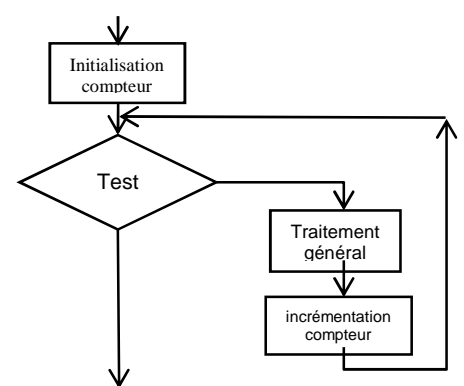 Initialisation
compteur
Test
Traitement
général
incrémentation
compteur